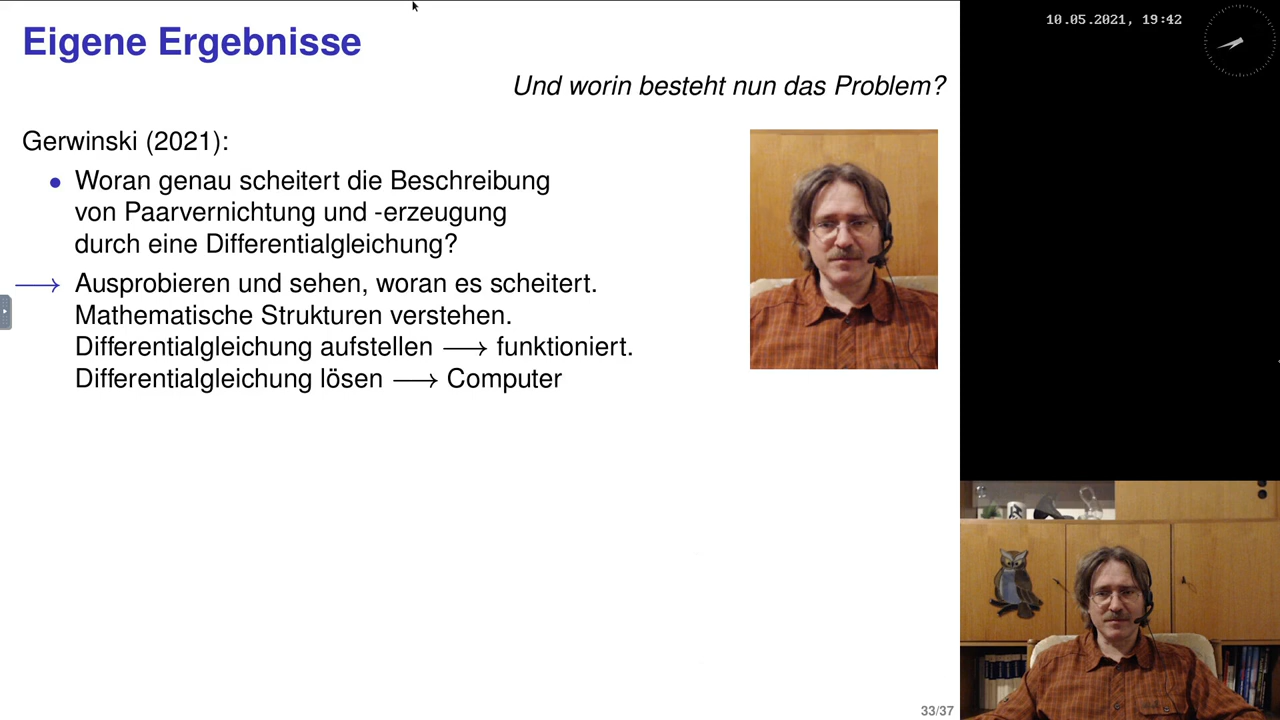 Eigene Ergebnisse
Und worin besteht nun das Problem?
Gerwinski (2021):
• Woran genau scheitert die Beschreibung
von Paarvernichtung und -erzeugung
durch eine Differentialgleichung?
⟶ Ausprobieren und sehen, woran es scheitert.
Mathematische Strukturen verstehen.
Differentialgleichung aufstellen ⟶ funktioniert.
Differentialgleichung lösen ⟶ Computer
33/37
10.05.2021, 19:42